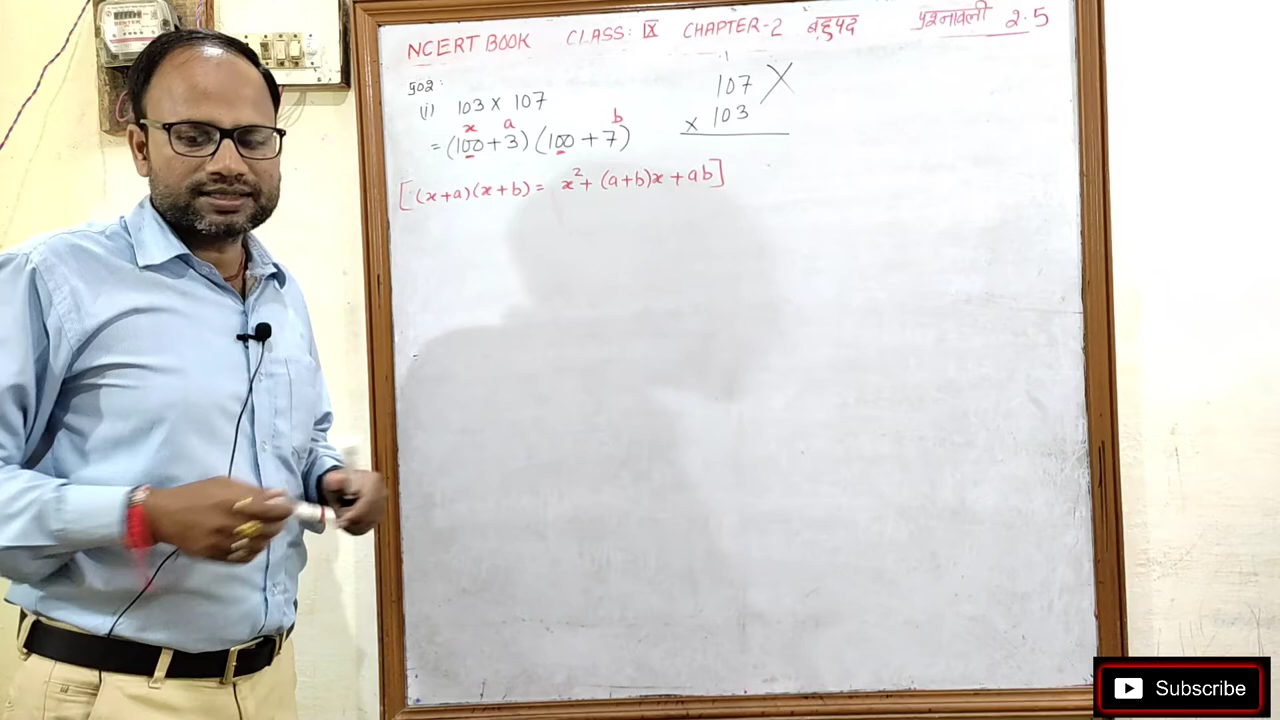 NCERT BOOK CLASS: IX CHAPTER-2 बहुपद प्रश्नावली 2.5
प्र02:
(i) 103 x 107
x a b
= (100+3) (100+7)
[(x+a)(x+b) = x²+ (a+b)x + ab]
107
x 103
Subscribe